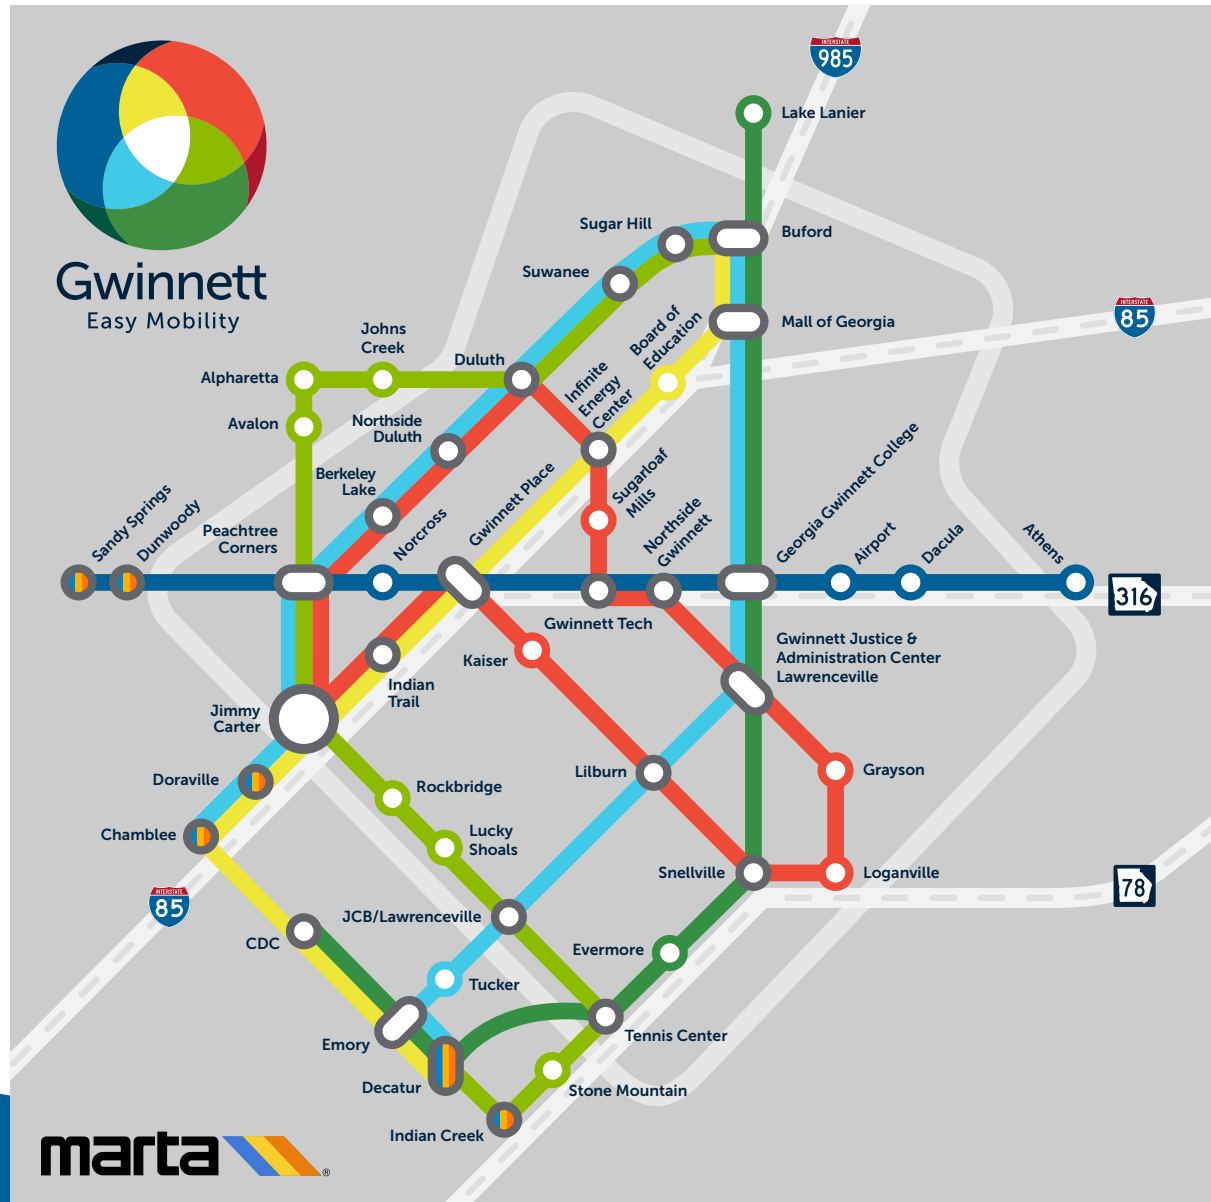 INTERSTATE
985
Lake Lanier
Gwinnett
Easy Mobility
Sugar Hill
Buford
Suwanee
INTERSTATE
85
Board of
Education
Mall of Georgia
Johns
Creek
Duluth
Alpharetta
Infinite
Energy
Center
Avalon
Northside
Duluth
Berkeley
Lake
Sugarloaf
Mills
Georgia Gwinnett College
Gwinnett Place
Sandy Springs
Dunwoody
Peachtree
Corners
Norcross
Northside
Gwinnett
Airport
Dacula
Athens
316
Gwinnett Tech
Kaiser
Gwinnett Justice &
Administration Center
Lawrenceville
Indian
Trail
Jimmy
Carter
Doraville
Lilburn
Grayson
Rockbridge
Chamblee
Lucky
Shoals
Snellville
Loganville
78
INTERSTATE
85
JCB/Lawrenceville
CDC
Evermore
Tucker
Tennis Center
Emory
Decatur
Stone Mountain
Indian Creek
marta
®